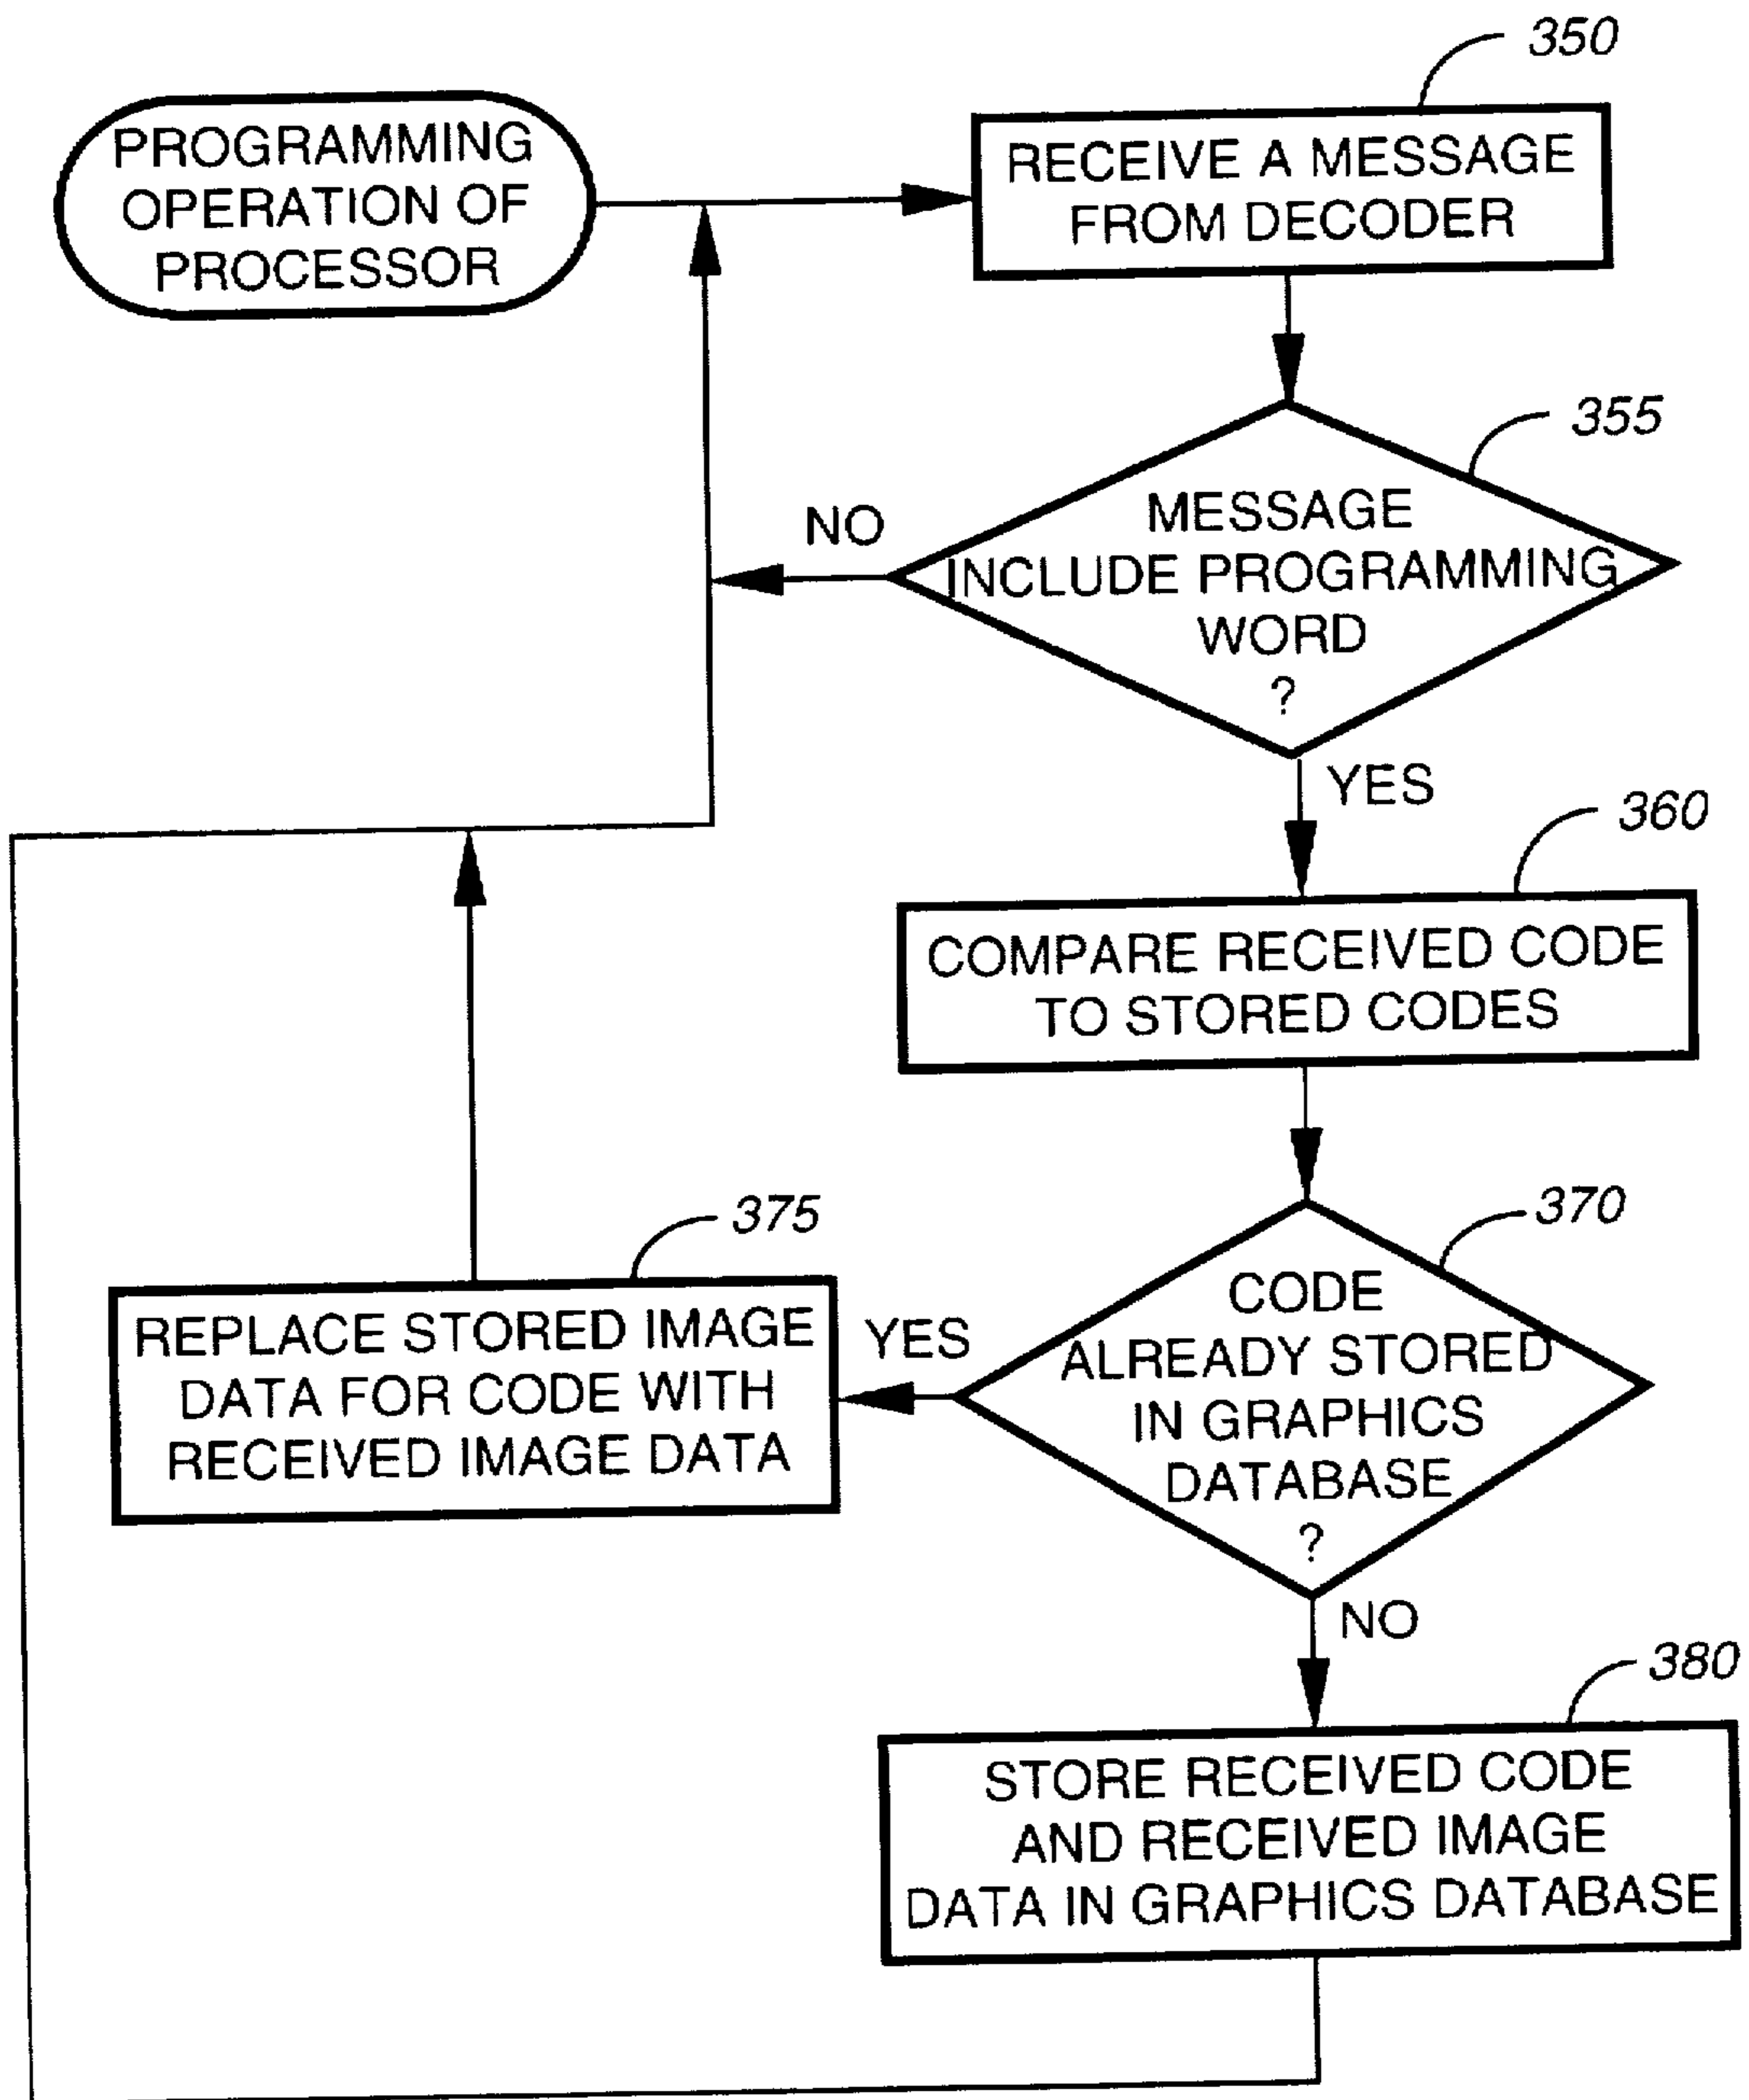 PROGRAMMING
OPERATION OF
PROCESSOR
350
RECEIVE A MESSAGE
FROM DECODER
355
MESSAGE
INCLUDE PROGRAMMING
WORD
?
NO
YES
360
COMPARE RECEIVED CODE
TO STORED CODES
370
CODE
ALREADY STORED
IN GRAPHICS
DATABASE
?
YES
375
REPLACE STORED IMAGE
DATA FOR CODE WITH
RECEIVED IMAGE DATA
NO
380
STORE RECEIVED CODE
AND RECEIVED IMAGE
DATA IN GRAPHICS DATABASE